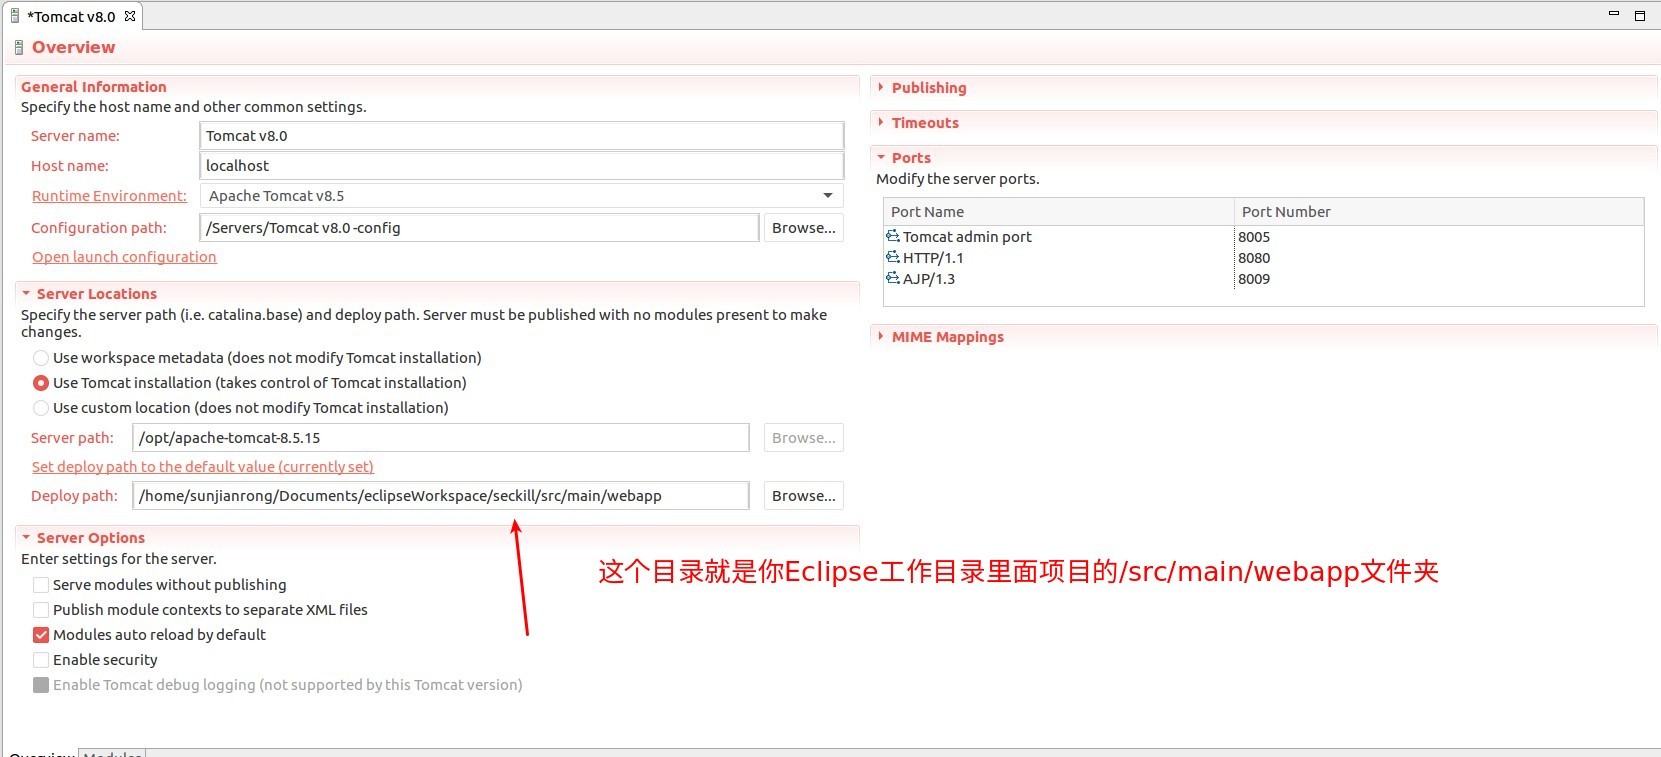 *Tomcat v8.0
Overview
General Information
Specify the host name and other common settings.
Server name: Tomcat v8.0
Host name: localhost
Runtime Environment: Apache Tomcat v8.5
Configuration path: /Servers/Tomcat v8.0-config Browse...
Open launch configuration
Server Locations
Specify the server path (i.e. catalina.base) and deploy path. Server must be published with no modules present to make
changes.
Use workspace metadata (does not modify Tomcat installation)
Use Tomcat installation (takes control of Tomcat installation)
Use custom location (does not modify Tomcat installation)
Server path: /opt/apache-tomcat-8.5.15 Browse...
Set deploy path to the default value (currently set)
Deploy path: /home/sunjianrong/Documents/eclipseWorkspace/seckill/src/main/webapp Browse...
Server Options
Enter settings for the server.
Serve modules without publishing
Publish module contexts to separate XML files
Modules auto reload by default
Enable security
Enable Tomcat debug logging (not supported by this Tomcat version)
Publishing
Timeouts
Ports
Modify the server ports.
Port Name Port Number
Tomcat admin port 8005
HTTP/1.1 8080
AJP/1.3 8009
MIME Mappings
这个目录就是你Eclipse工作目录里面项目的/src/main/webapp文件夹
Overview Modules